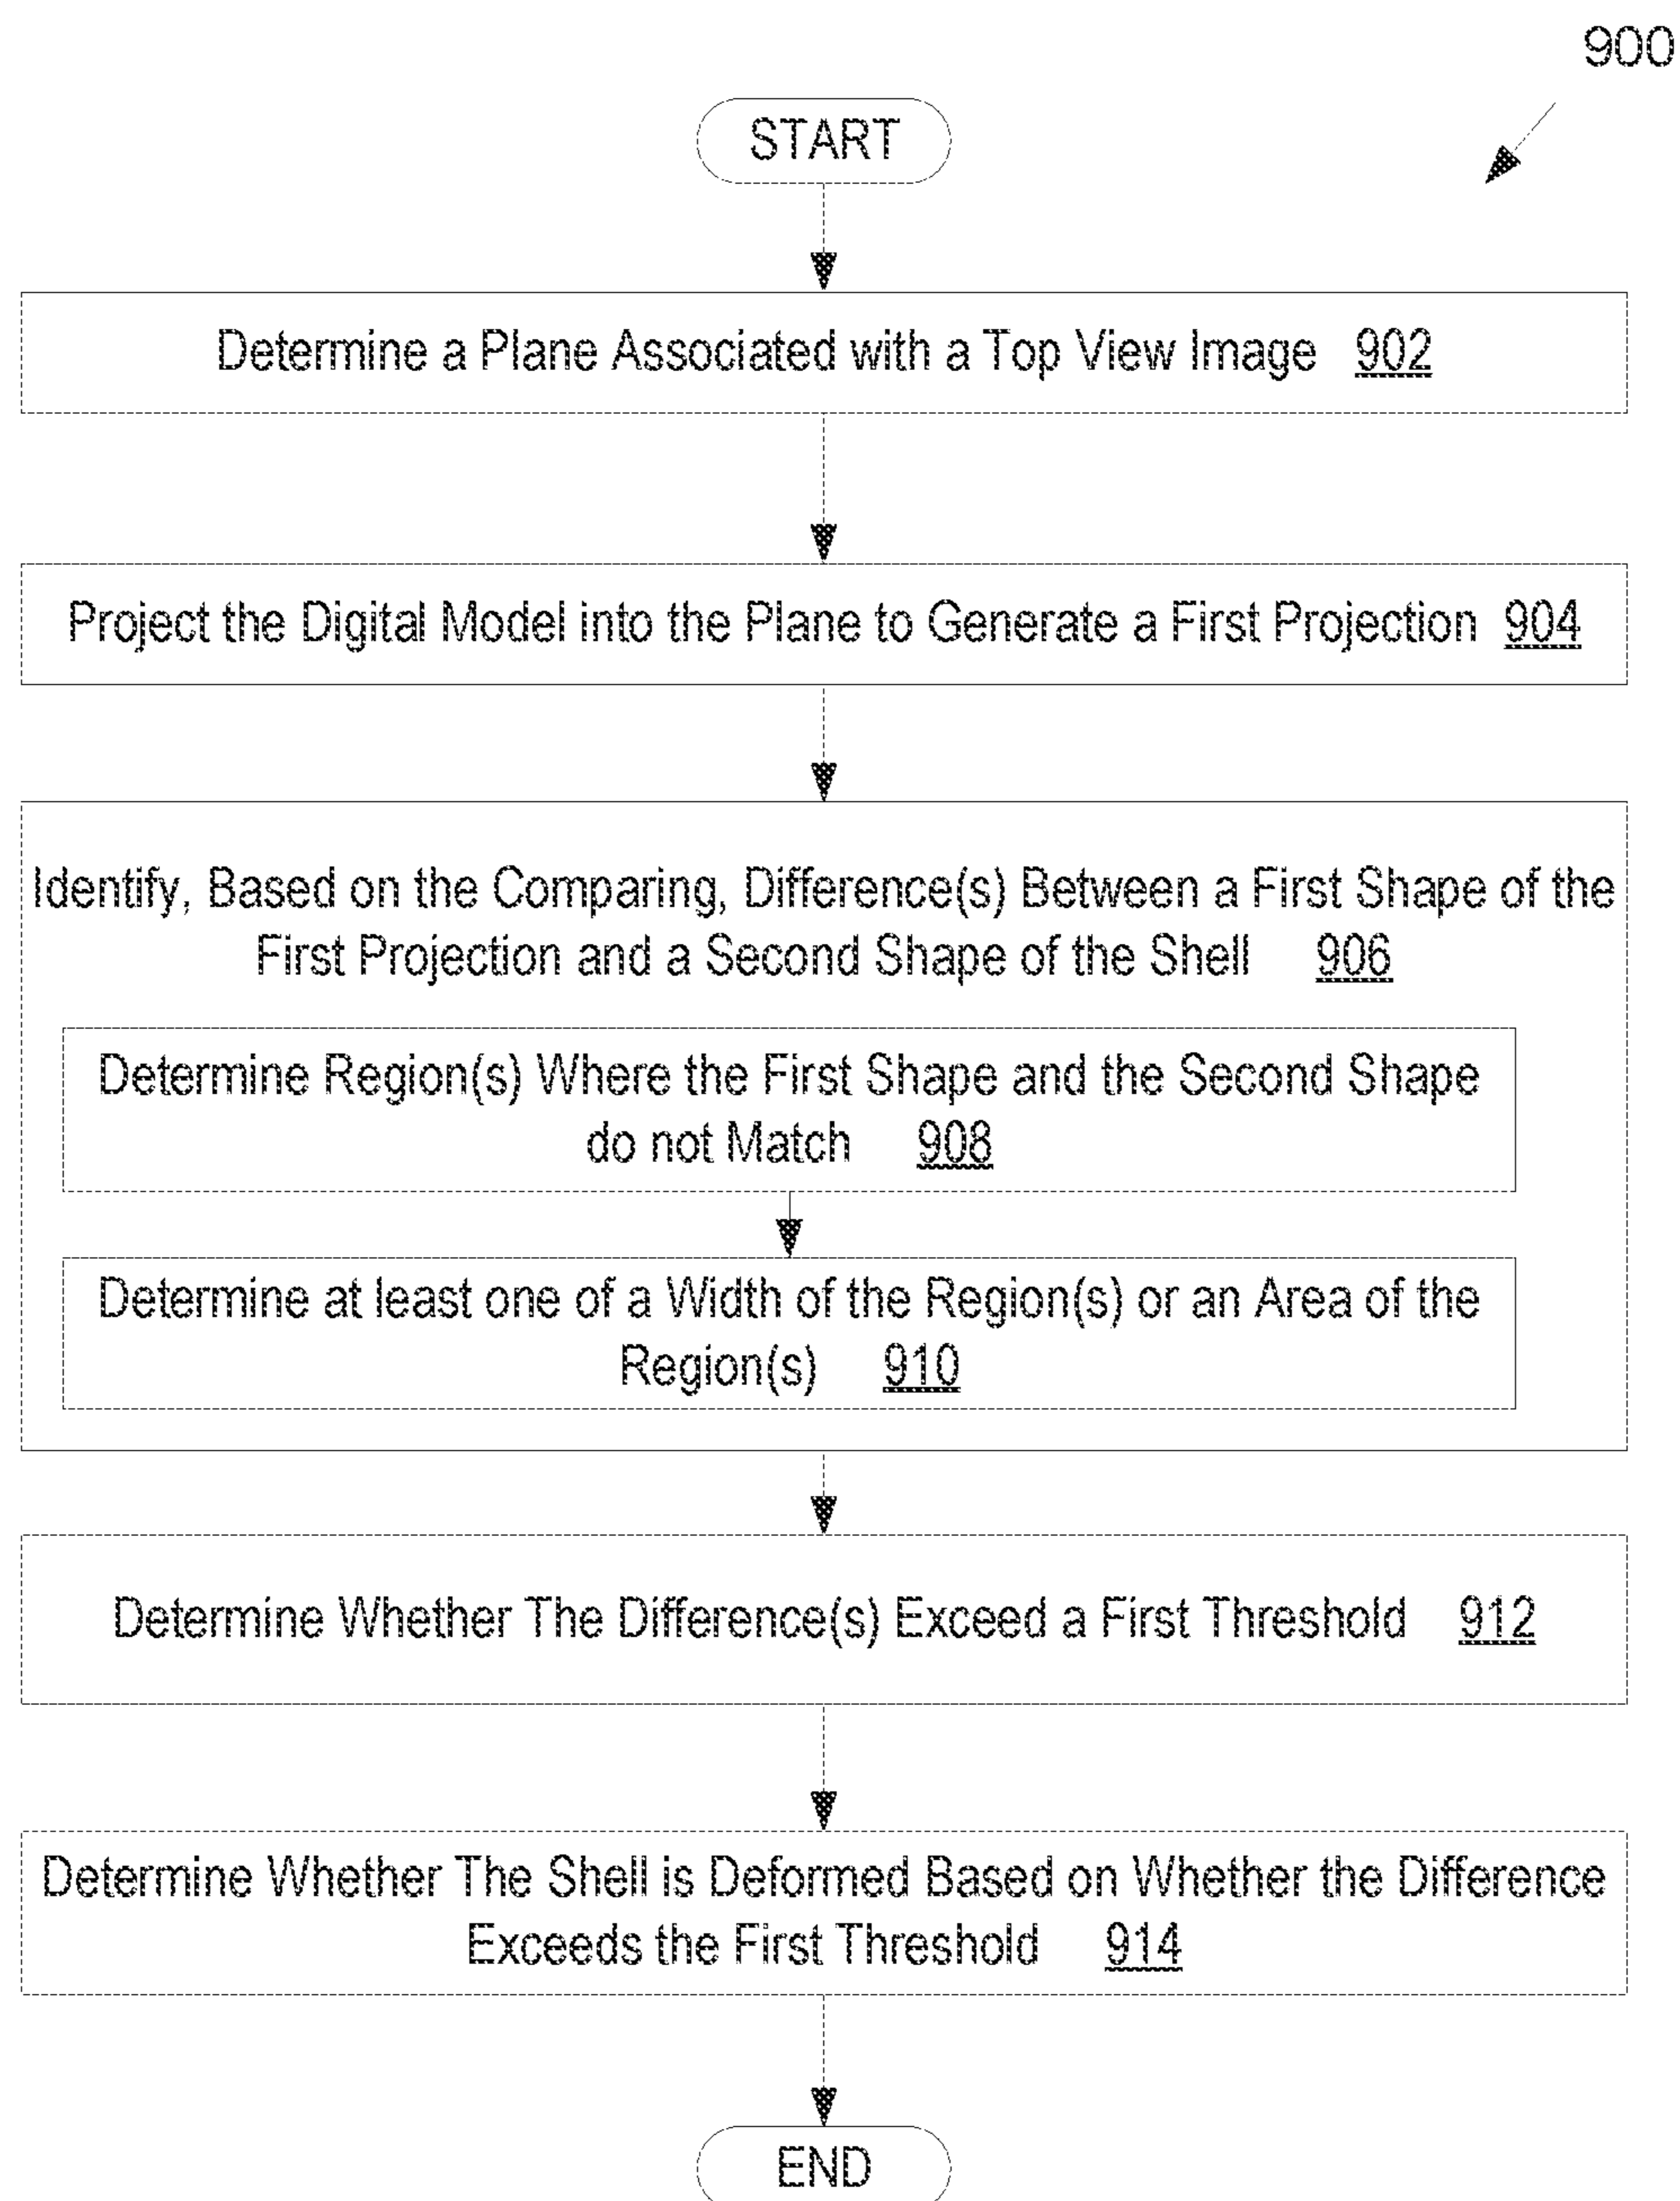 900
START
Determine a Plane Associated with a Top View Image 902
Project the Digital Model into the Plane to Generate a First Projection 904
Identify, Based on the Comparing, Difference(s) Between a First Shape of the
First Projection and a Second Shape of the Shell 906
Determine Region(s) Where the First Shape and the Second Shape
do not Match 908
Determine at least one of a Width of the Region(s) or an Area of the
Region(s) 910
Determine Whether The Difference(s) Exceed a First Threshold 912
Determine Whether The Shell is Deformed Based on Whether the Difference
Exceeds the First Threshold 914
END